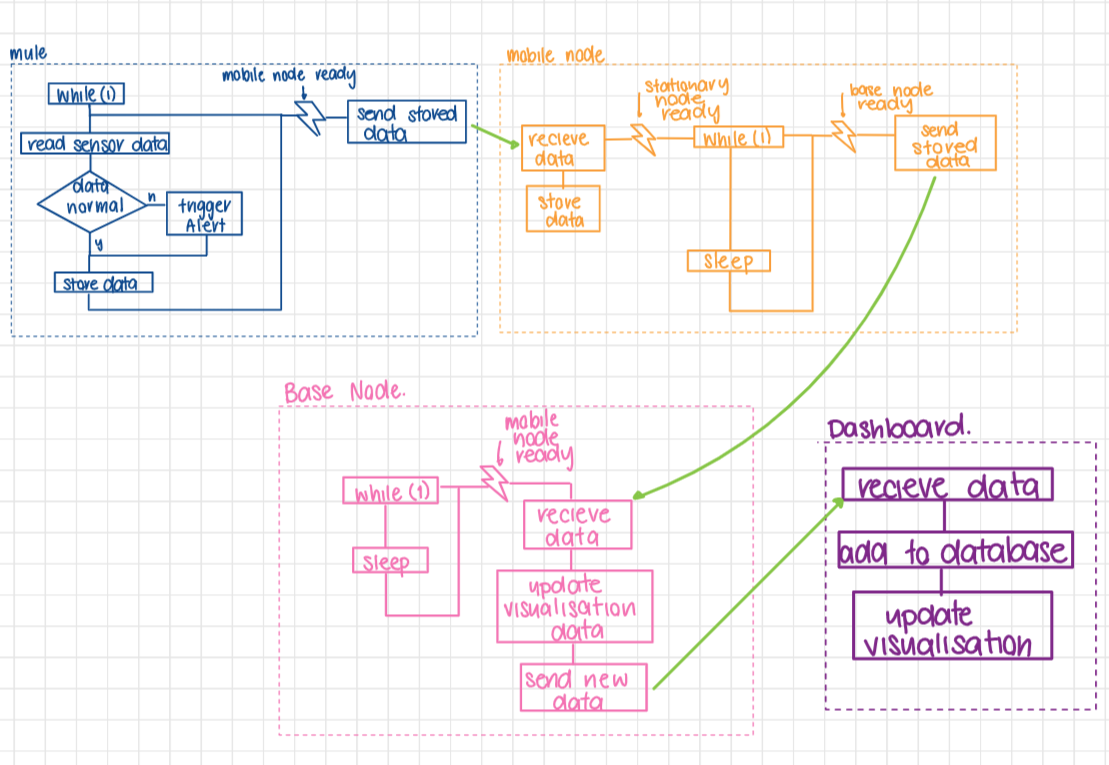 mule
while(1)
read sensor data
data
normal
n
trigger
Alert
y
store data
mobile node ready
send stored
data
mobile node
recieve
data
store
data
stationary
node
ready
while(1)
sleep
base node
ready
send
stored
data
Base Node.
while(1)
sleep
mobile
node
ready
recieve
data
update
visualisation
data
send new
data
Dashboard.
recieve data
add to database
update
visualisation